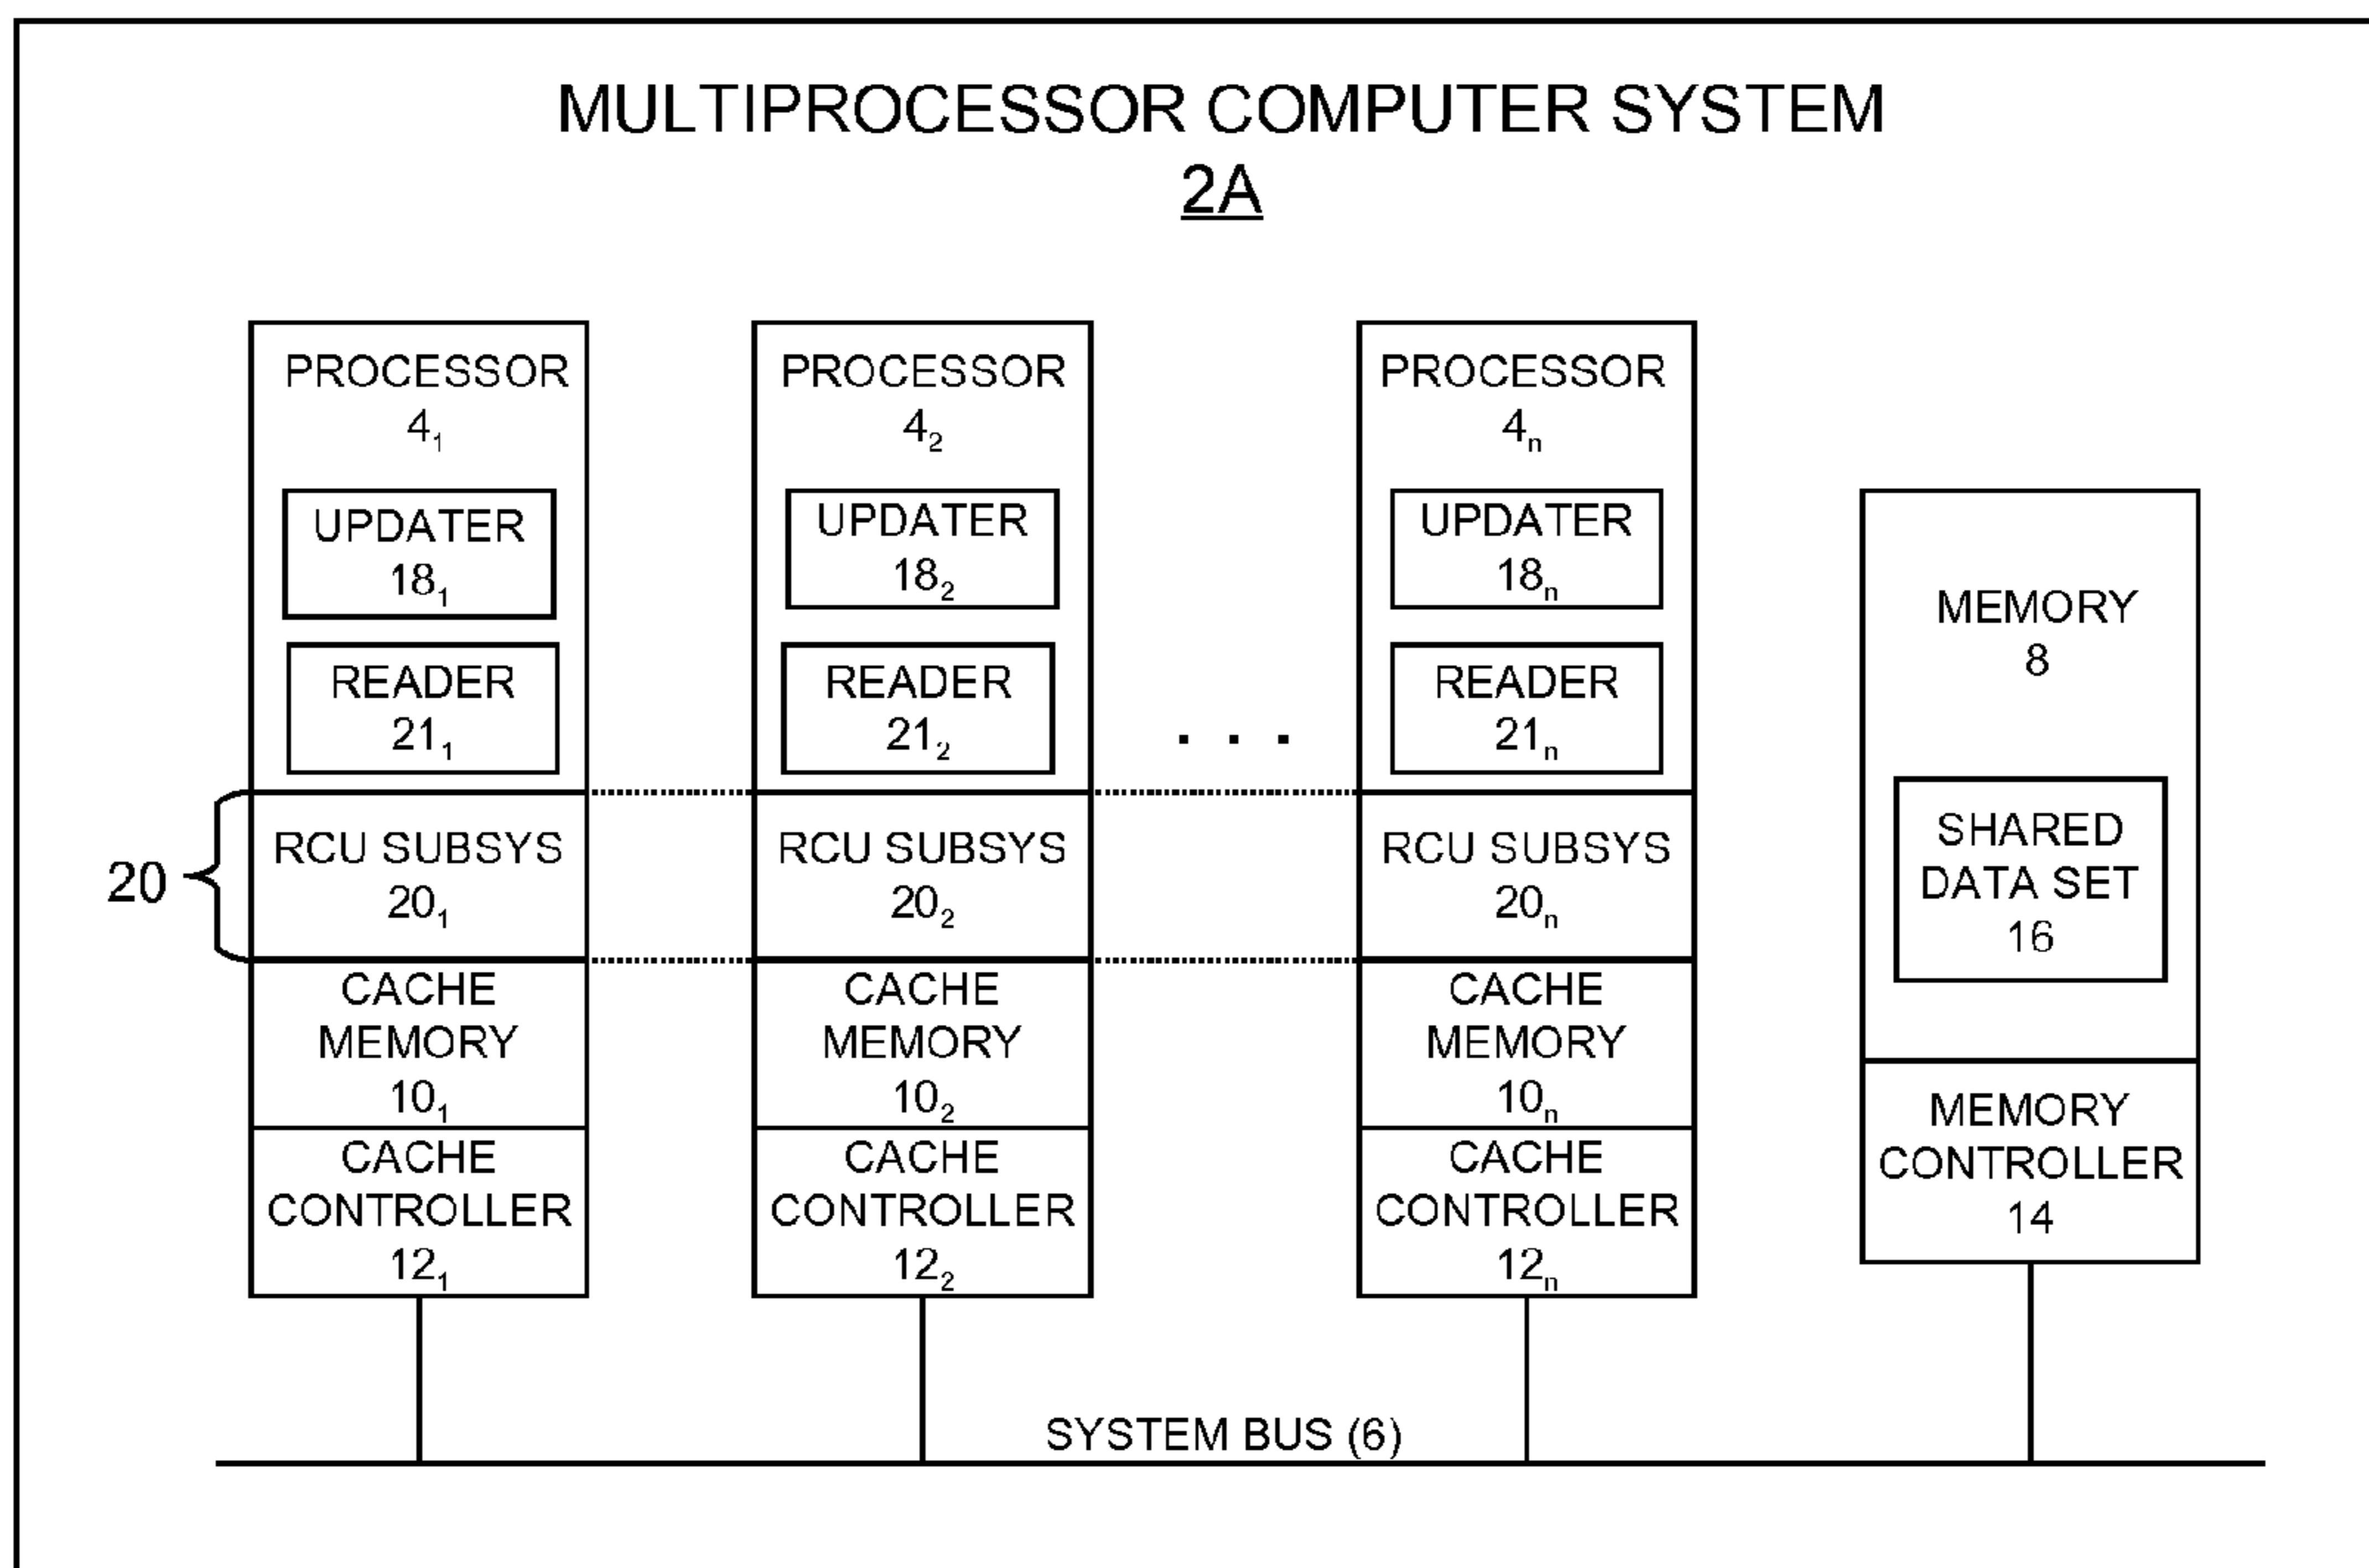 MULTIPROCESSOR COMPUTER SYSTEM
2A
PROCESSOR
4₁
UPDATER
18₁
READER
21₁
RCU SUBSYS
20₁
CACHE
MEMORY
10₁
CACHE
CONTROLLER
12₁
PROCESSOR
4₂
UPDATER
18₂
READER
21₂
RCU SUBSYS
20₂
CACHE
MEMORY
10₂
CACHE
CONTROLLER
12₂
. . .
PROCESSOR
4ₙ
UPDATER
18ₙ
READER
21ₙ
RCU SUBSYS
20ₙ
CACHE
MEMORY
10ₙ
CACHE
CONTROLLER
12ₙ
MEMORY
8
SHARED
DATA SET
16
MEMORY
CONTROLLER
14
20
SYSTEM BUS (6)